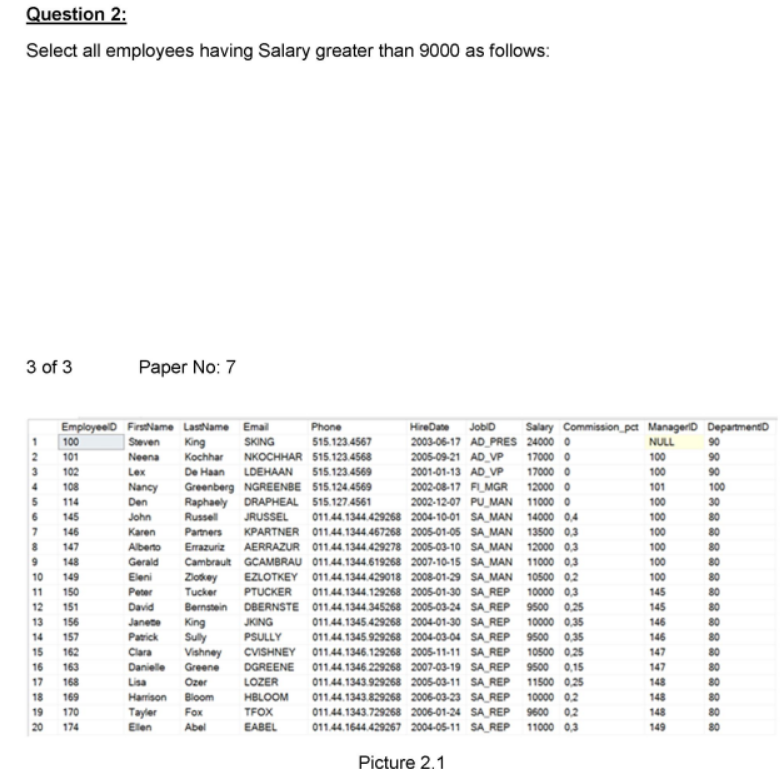 Question 2:
Select all employees having Salary greater than 9000 as follows:
3 of 3 Paper No: 7
EmployeeID FirstName LastName Email Phone HireDate JobID Salary Commission_pct ManagerID DepartmentID
1 100 Steven King SKING 515.123.4567 2003-06-17 AD_PRES 24000 0 NULL 90
2 101 Neena Kochhar NKOCHHAR 515.123.4568 2005-09-21 AD_VP 17000 0 100 90
3 102 Lex De Haan LDEHAAN 515.123.4569 2001-01-13 AD_VP 17000 0 100 90
4 108 Nancy Greenberg NGREENBE 515.124.4569 2002-08-17 FI_MGR 12000 0 101 100
5 114 Den Raphaely DRAPHEAL 515.127.4561 2002-12-07 PU_MAN 11000 0 100 30
6 145 John Russell JRUSSEL 011.44.1344.429268 2004-10-01 SA_MAN 14000 0,4 100 80
7 146 Karen Partners KPARTNER 011.44.1344.467268 2005-01-05 SA_MAN 13500 0,3 100 80
8 147 Alberto Errazuriz AERRAZUR 011.44.1344.429278 2005-03-10 SA_MAN 12000 0,3 100 80
9 148 Gerald Cambrault GCAMBRAU 011.44.1344.619268 2007-10-15 SA_MAN 11000 0,3 100 80
10 149 Eleni Zlotkey EZLOTKEY 011.44.1344.429018 2008-01-29 SA_MAN 10500 0,2 100 80
11 150 Peter Tucker PTUCKER 011.44.1344.129268 2005-01-30 SA_REP 10000 0,3 145 80
12 151 David Bernstein DBERNSTE 011.44.1344.345268 2005-03-24 SA_REP 9500 0,25 145 80
13 156 Janette King JKING 011.44.1345.429268 2004-01-30 SA_REP 10000 0,35 146 80
14 157 Patrick Sully PSULLY 011.44.1345.929268 2004-03-04 SA_REP 9500 0,35 146 80
15 162 Clara Vishney CVISHNEY 011.44.1346.129268 2005-11-11 SA_REP 10500 0,25 147 80
16 163 Danielle Greene DGREENE 011.44.1346.229268 2007-03-19 SA_REP 9500 0,15 147 80
17 168 Lisa Ozer LOZER 011.44.1343.929268 2005-03-11 SA_REP 11500 0,25 148 80
18 169 Harrison Bloom HBLOOM 011.44.1343.829268 2006-03-23 SA_REP 10000 0,2 148 80
19 170 Tayler Fox TFOX 011.44.1343.729268 2006-01-24 SA_REP 9600 0,2 148 80
20 174 Ellen Abel EABEL 011.44.1644.429267 2004-05-11 SA_REP 11000 0,3 149 80
Picture 2.1